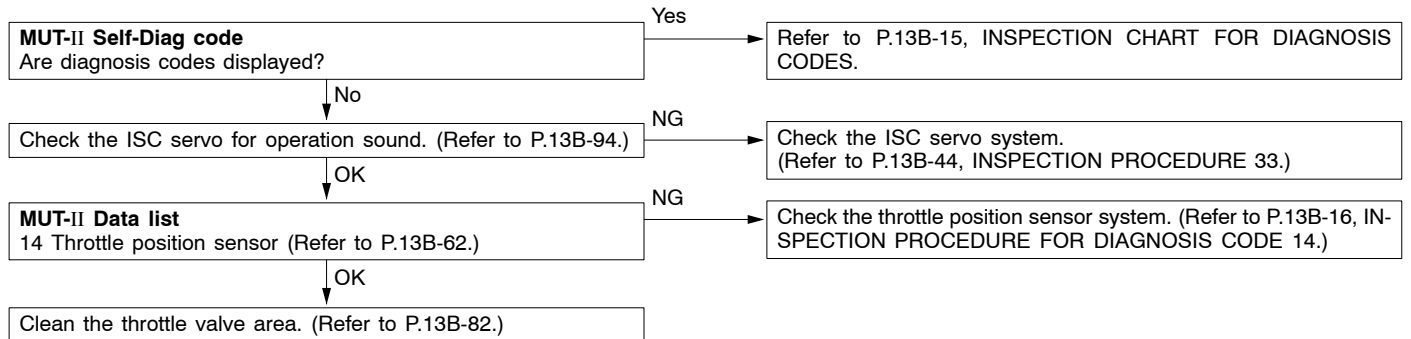 MUT-II Self-Diag code
Are diagnosis codes displayed?
Yes
Refer to P.13B-15, INSPECTION CHART FOR DIAGNOSIS
CODES.
No
Check the ISC servo for operation sound. (Refer to P.13B-94.)
NG
Check the ISC servo system.
(Refer to P.13B-44, INSPECTION PROCEDURE 33.)
OK
MUT-II Data list
14 Throttle position sensor (Refer to P.13B-62.)
NG
Check the throttle position sensor system. (Refer to P.13B-16, IN-
SPECTION PROCEDURE FOR DIAGNOSIS CODE 14.)
OK
Clean the throttle valve area. (Refer to P.13B-82.)